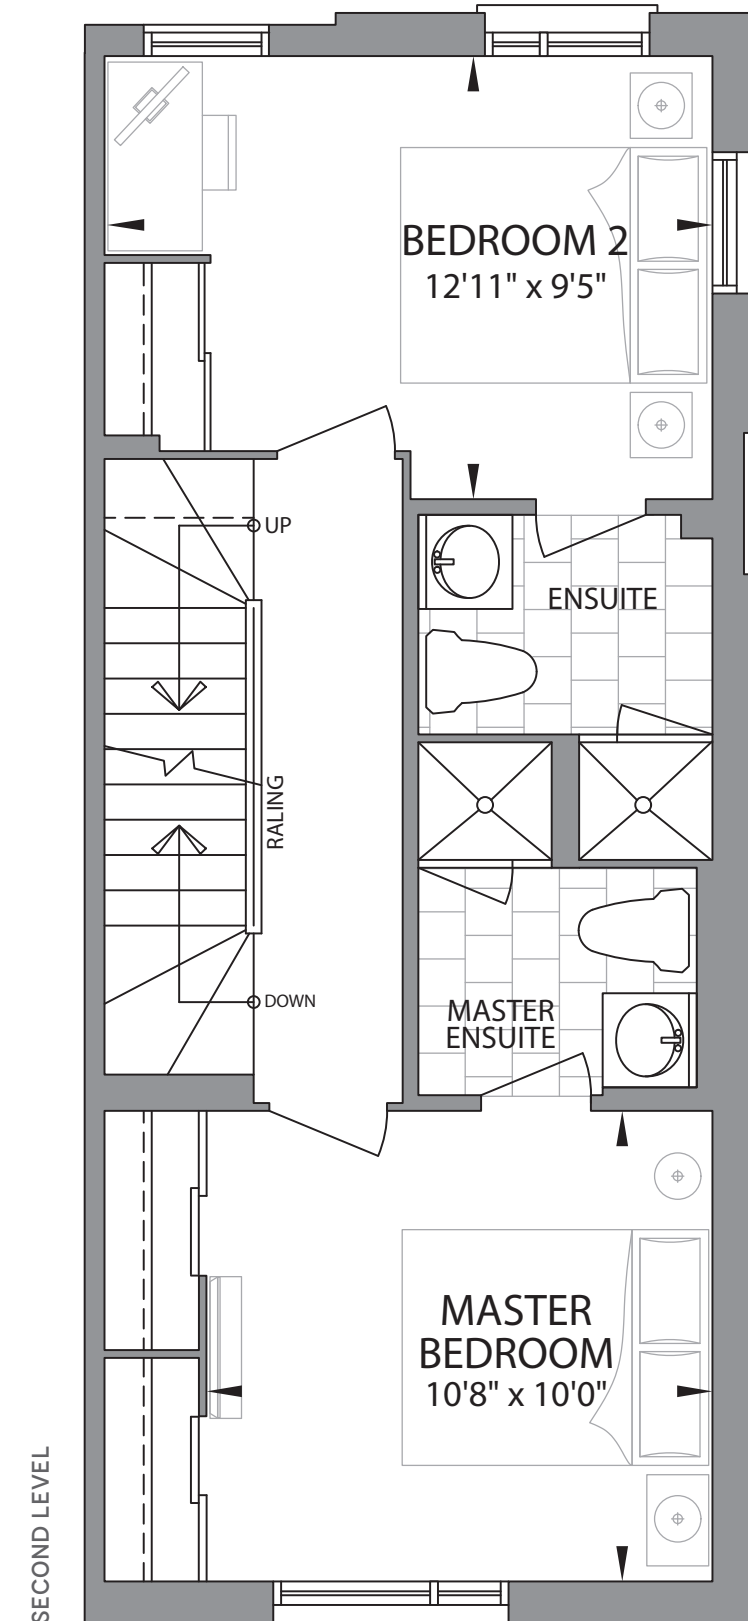 BEDROOM 2
12'11" x 9'5"
UP
ENSUITE
RALING
DOWN
MASTER
ENSUITE
MASTER
BEDROOM
10'8" x 10'0"
SECOND LEVEL